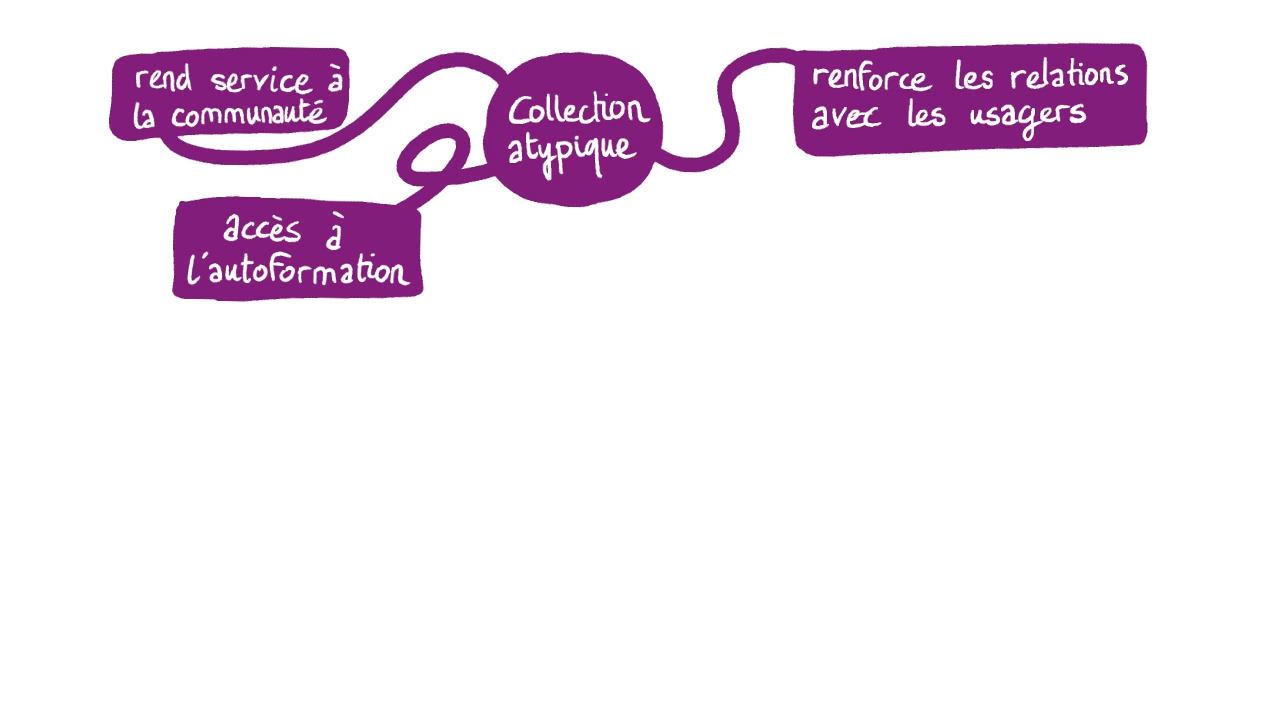 rend service à
la communauté
Collection
atypique
renforce les relations
avec les usagers
accès à
l'autoformation